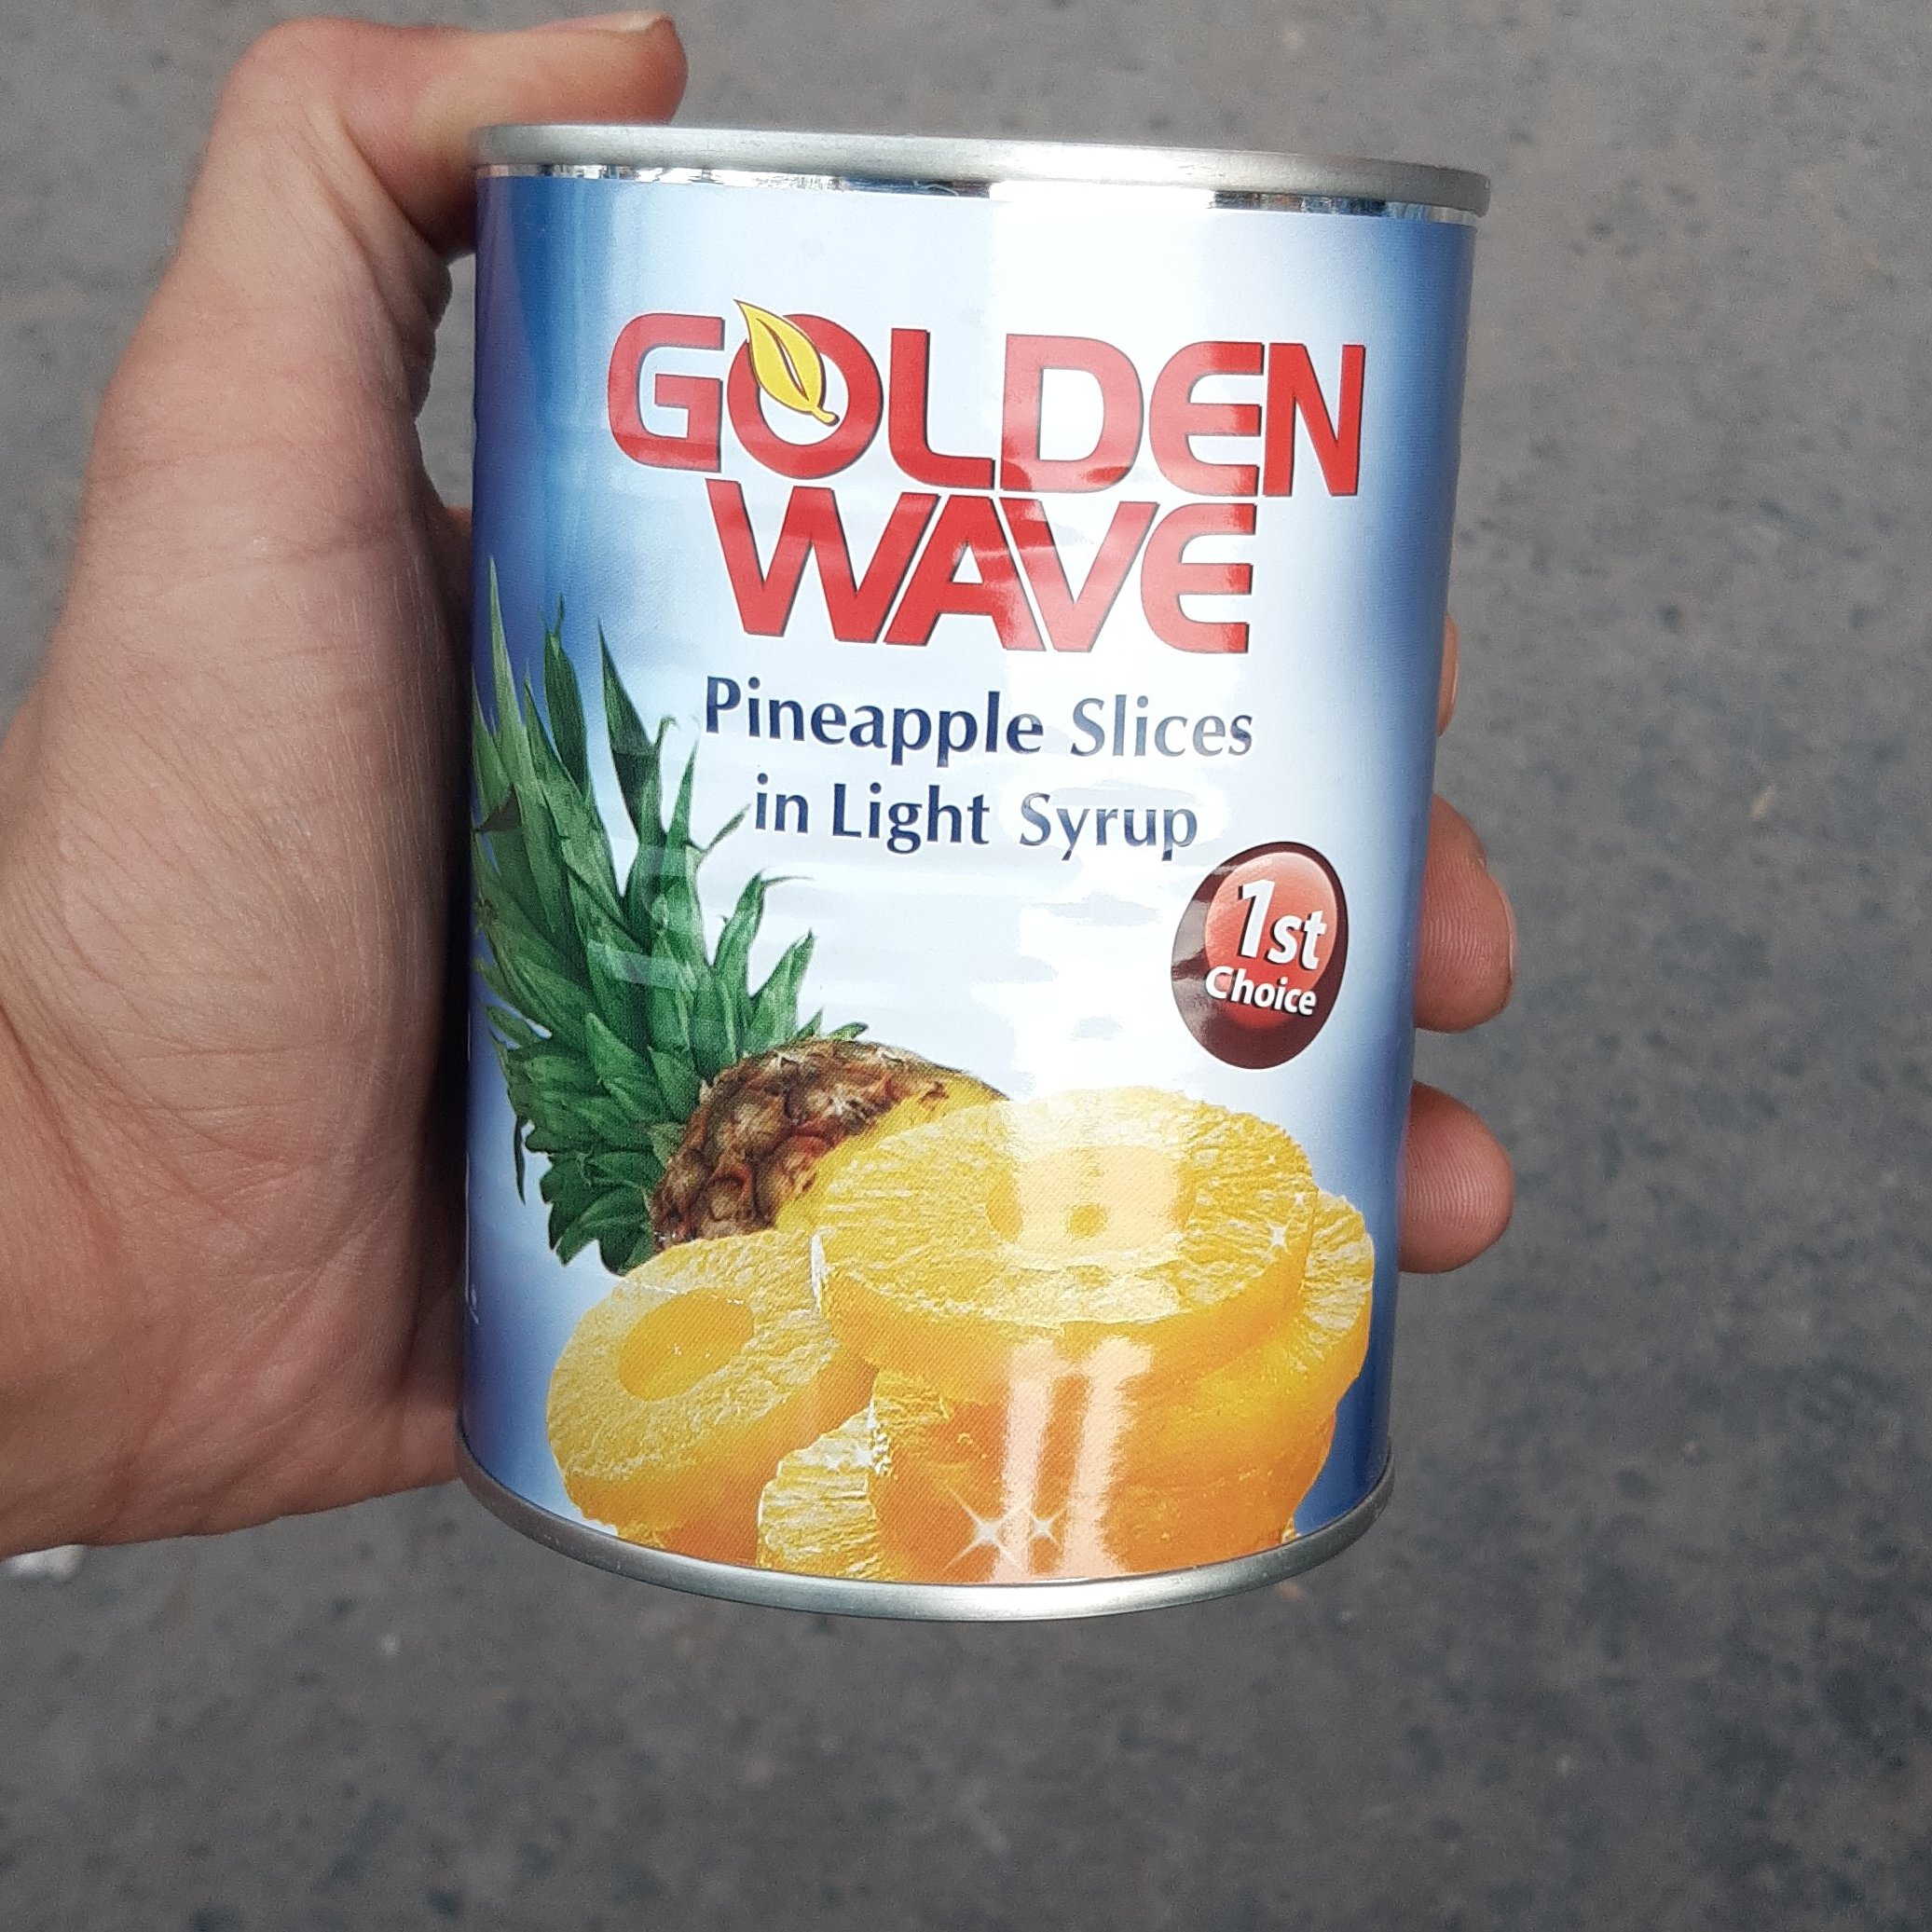 GOLDEN
WAVE
Pineapple Slices
in Light Syrup
1st
Choice